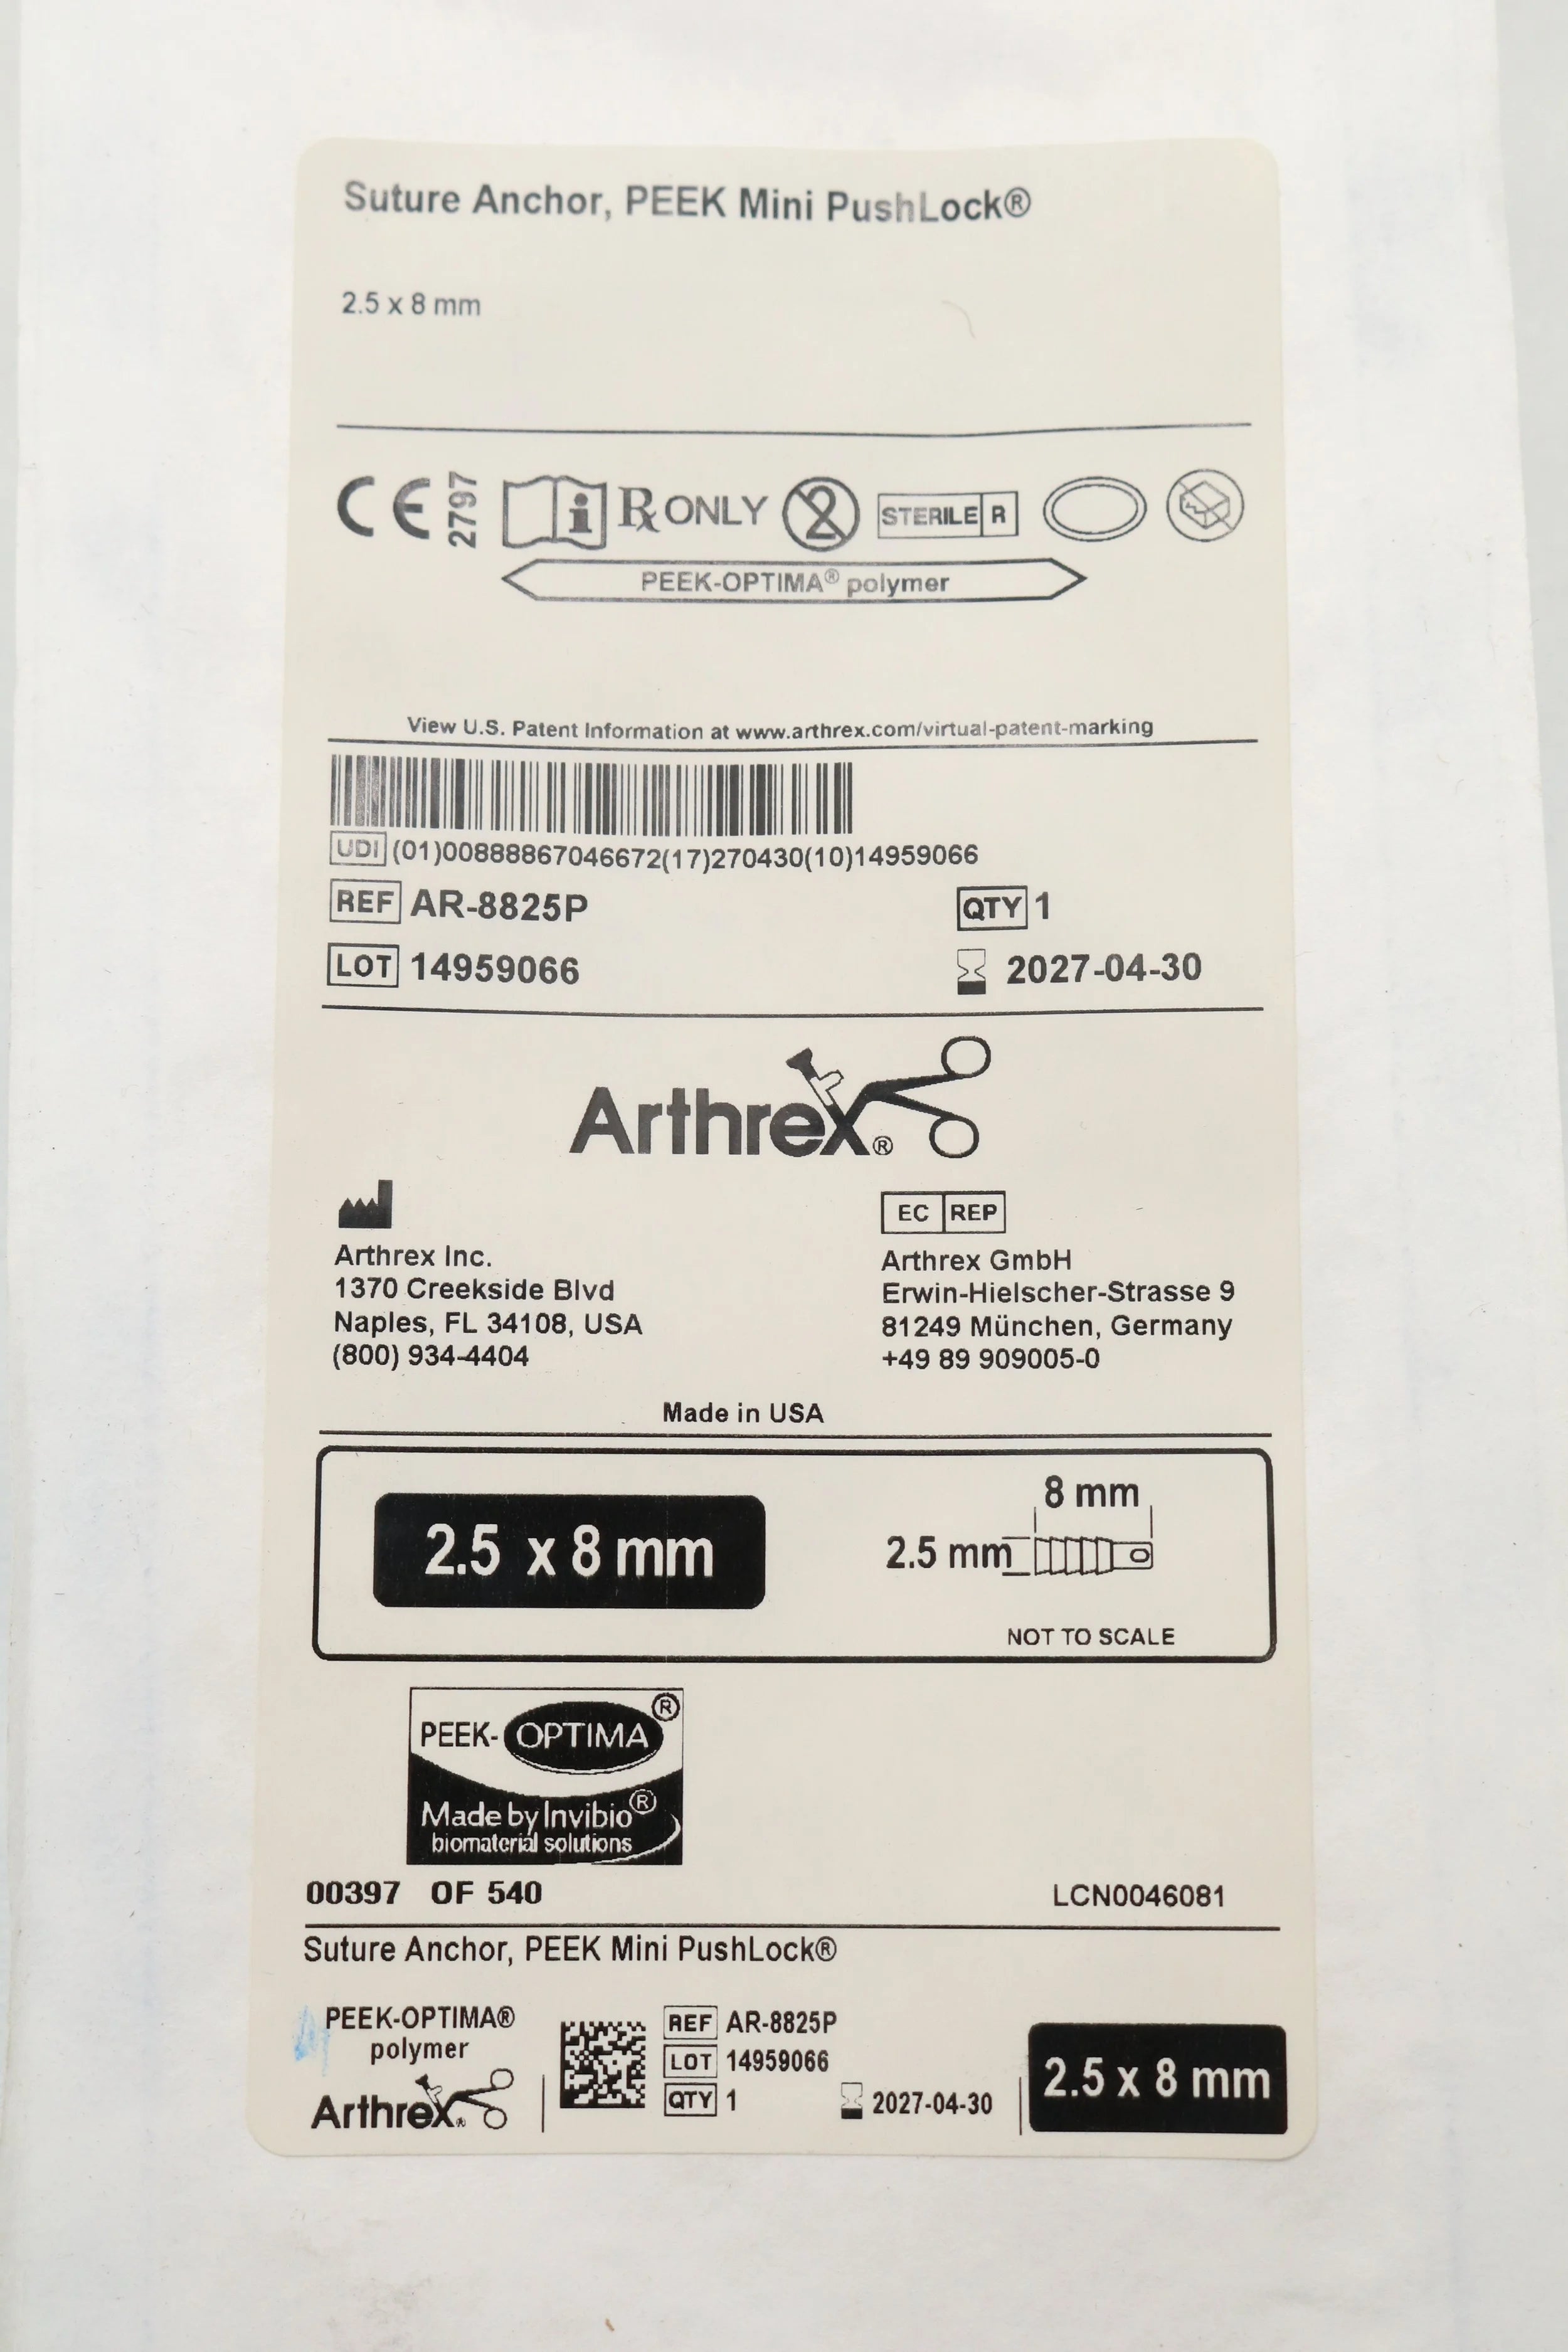 Suture Anchor, PEEK Mini PushLock®
2.5 x 8 mm
CE 2797 i Rx ONLY 2 STERILE R
PEEK-OPTIMA® polymer
View U.S. Patent Information at www.arthrex.com/virtual-patent-marking
UDI (01)00888867046672(17)270430(10)14959066
REF AR-8825P QTY 1
LOT 14959066 2027-04-30
Arthrex®
EC REP
Arthrex Inc.
1370 Creekside Blvd
Naples, FL 34108, USA
(800) 934-4404
Arthrex GmbH
Erwin-Hielscher-Strasse 9
81249 München, Germany
+49 89 909005-0
Made in USA
2.5 x 8 mm
8 mm
2.5 mm
NOT TO SCALE
PEEK-OPTIMA®
Made by Invibio®
biomaterial solutions
00397 OF 540 LCN0046081
Suture Anchor, PEEK Mini PushLock®
PEEK-OPTIMA®
polymer
Arthrex®
REF AR-8825P
LOT 14959066
QTY 1 2027-04-30
2.5 x 8 mm